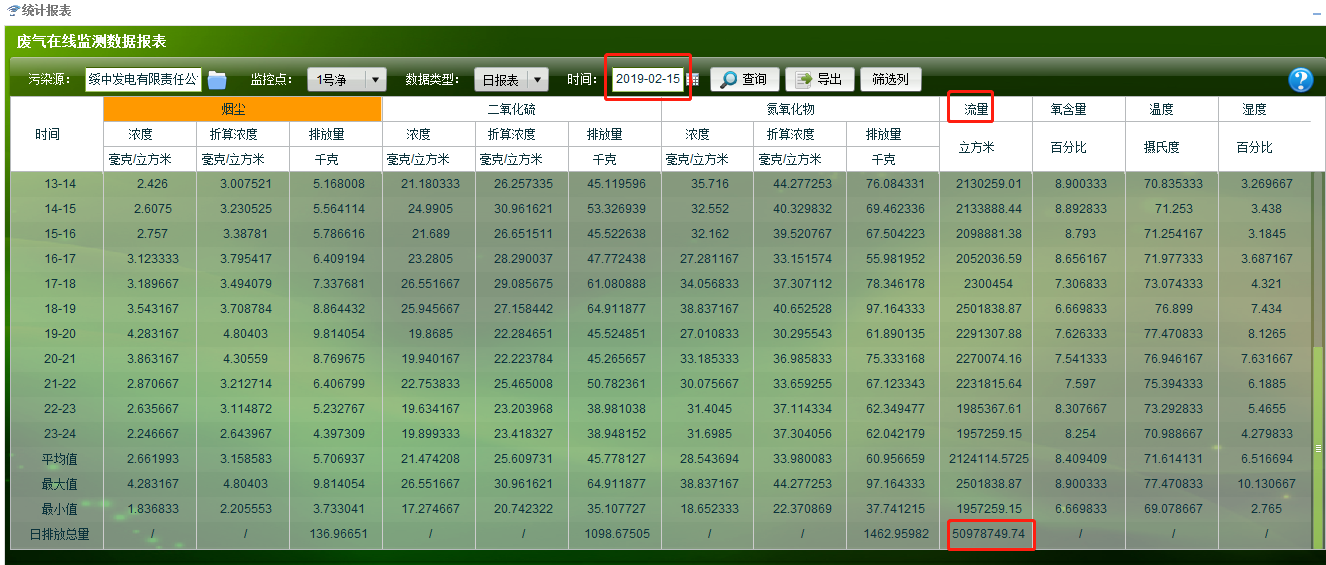 统计报表
废气在线监测数据报表
污染源： 绥中发电有限责任公 监控点： 1号净 数据类型： 日报表 时间： 2019-02-15 查询 导出 筛选列 ?
时间 烟尘 二氧化硫 氮氧化物 流量 氧含量 温度 湿度
浓度 折算浓度 排放量 浓度 折算浓度 排放量 浓度 折算浓度 排放量 立方米 百分比 摄氏度 百分比
毫克/立方米 毫克/立方米 千克 毫克/立方米 毫克/立方米 千克 毫克/立方米 毫克/立方米 千克
13-14 2.426 3.007521 5.168008 21.180333 26.257335 45.119596 35.716 44.277253 76.084331 2130259.01 8.900333 70.835333 3.269667
14-15 2.6075 3.230525 5.564114 24.9905 30.961621 53.326939 32.552 40.329832 69.462336 2133888.44 8.892833 71.253 3.438
15-16 2.757 3.38781 5.786616 21.689 26.651511 45.522638 32.162 39.520767 67.504223 2098881.38 8.793 71.254167 3.1845
16-17 3.123333 3.795417 6.409194 23.2805 28.290037 47.772438 27.281167 33.151574 55.981952 2052036.59 8.656167 71.977333 3.687167
17-18 3.189667 3.494079 7.337681 26.551667 29.085675 61.080888 34.056833 37.307112 78.346178 2300454 7.306833 73.074333 4.321
18-19 3.543167 3.708784 8.864432 25.945667 27.158442 64.911877 38.837167 40.652528 97.164333 2501838.87 6.669833 76.899 7.434
19-20 4.283167 4.80403 9.814054 19.8685 22.284651 45.524851 27.010833 30.295543 61.890135 2291307.88 7.626333 77.470833 8.1265
20-21 3.863167 4.30559 8.769675 19.940167 22.223784 45.265657 33.185333 36.985833 75.333168 2270074.16 7.541333 76.946167 7.631667
21-22 2.870667 3.212714 6.406799 22.753833 25.465008 50.782361 30.075667 33.659255 67.123343 2231815.64 7.597 75.394333 6.1885
22-23 2.635667 3.114872 5.232767 19.634167 23.203968 38.981038 31.4045 37.114334 62.349477 1985367.61 8.307667 73.292833 5.4655
23-24 2.246667 2.643967 4.397309 19.899333 23.418327 38.948152 31.6985 37.304056 62.042179 1957259.15 8.254 70.988667 4.279833
平均值 2.661993 3.158583 5.706937 21.474208 25.609731 45.778127 28.543694 33.980083 60.956659 2124114.5725 8.409409 71.614131 6.516694
最大值 4.283167 4.80403 9.814054 26.551667 30.961621 64.911877 38.837167 44.277253 97.164333 2501838.87 8.900333 77.470833 10.130667
最小值 1.836833 2.205553 3.733041 17.274667 20.742322 35.107727 18.652333 22.370869 37.741215 1957259.15 6.669833 69.078667 2.765
日排放总量 / / 136.96651 / / 1098.67505 / / 1462.95982 50978749.74 / / /